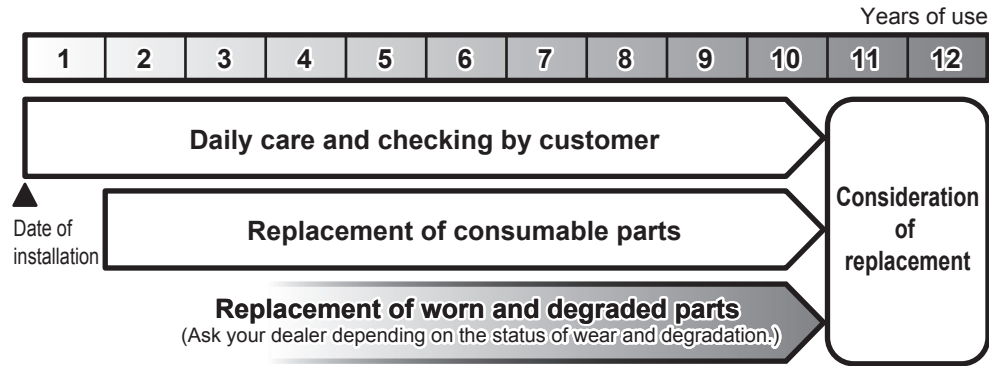 Years of use
1 2 3 4 5 6 7 8 9 10 11 12
Daily care and checking by customer
Date of
installation
Replacement of consumable parts
Replacement of worn and degraded parts
(Ask your dealer depending on the status of wear and degradation.)
Consideration
of
replacement